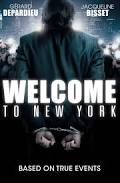 GÉRARD JACQUELINE
DEPARDIEU BISSET
WELCOME
TO NEW YORK
BASED ON TRUE EVENTS